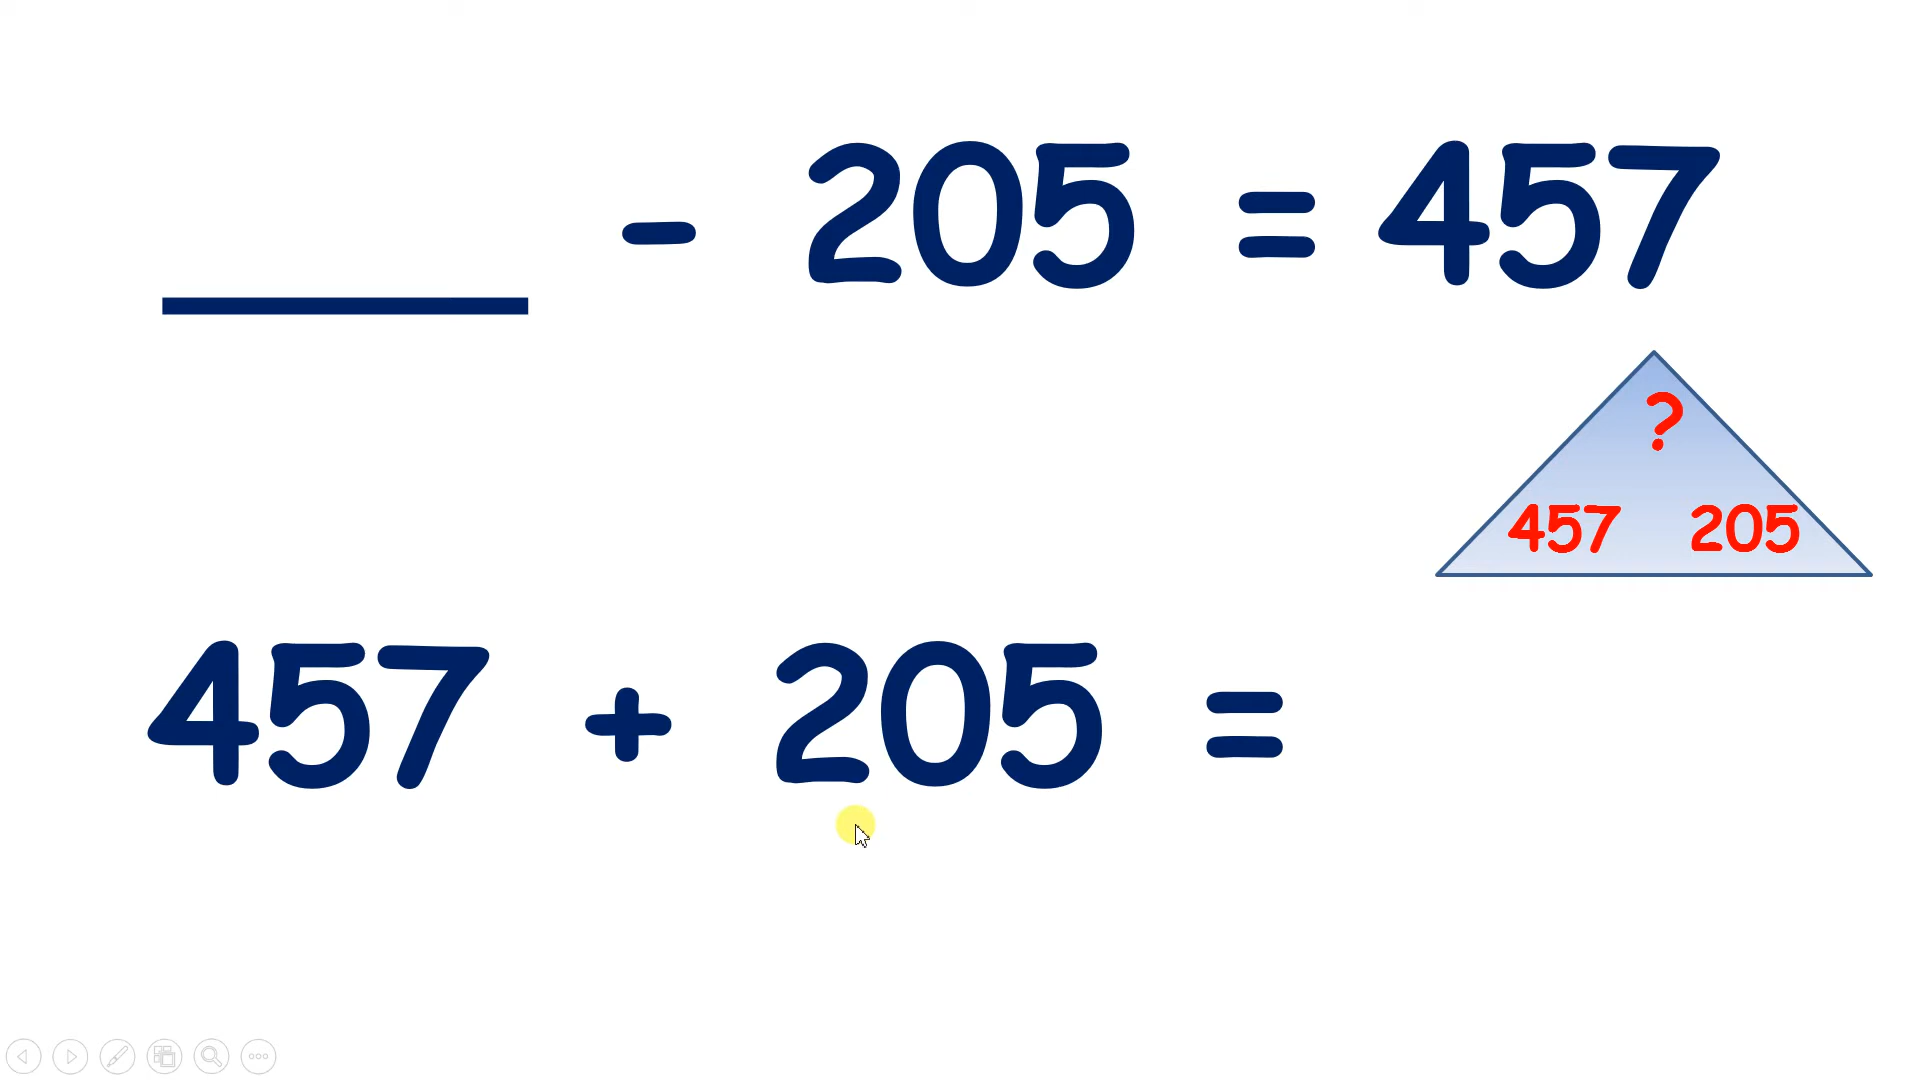 ____ - 205 = 457
?
457 205
457 + 205 =